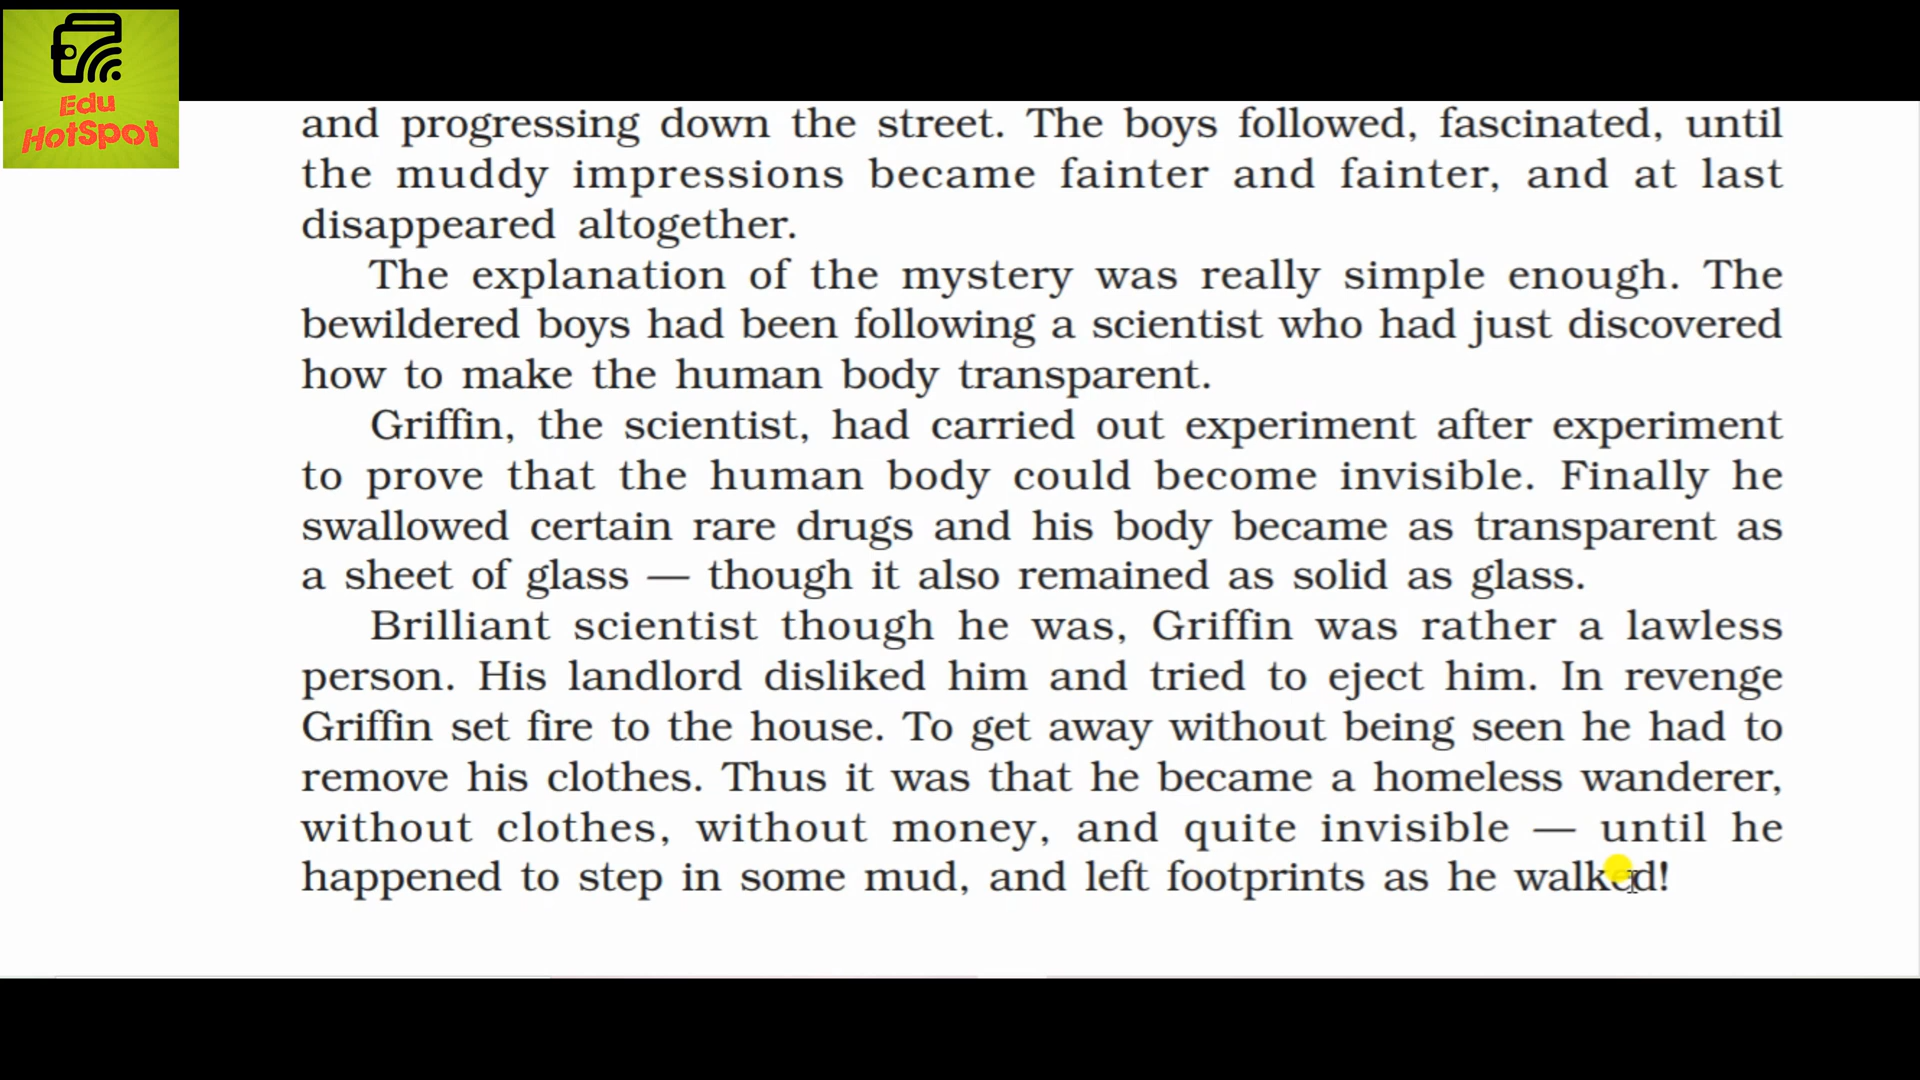 Edu
HotSpot
and progressing down the street. The boys followed, fascinated, until
the muddy impressions became fainter and fainter, and at last
disappeared altogether.
The explanation of the mystery was really simple enough. The
bewildered boys had been following a scientist who had just discovered
how to make the human body transparent.
Griffin, the scientist, had carried out experiment after experiment
to prove that the human body could become invisible. Finally he
swallowed certain rare drugs and his body became as transparent as
a sheet of glass — though it also remained as solid as glass.
Brilliant scientist though he was, Griffin was rather a lawless
person. His landlord disliked him and tried to eject him. In revenge
Griffin set fire to the house. To get away without being seen he had to
remove his clothes. Thus it was that he became a homeless wanderer,
without clothes, without money, and quite invisible — until he
happened to step in some mud, and left footprints as he walked!